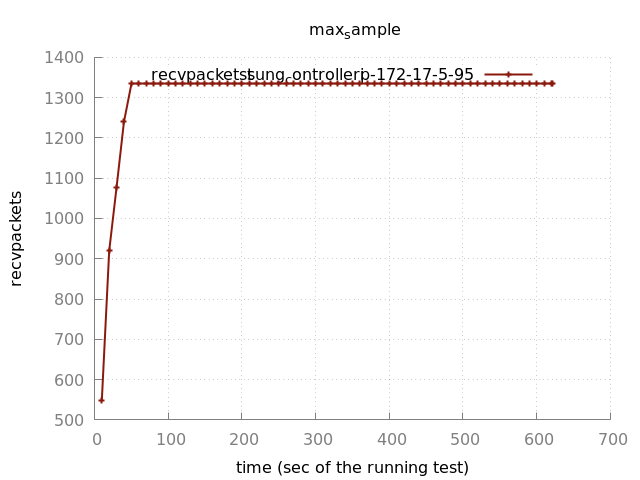 max_sample
1400
recvpacketstsung_controllerip-172-17-5-95
1300
1200
1100
1000
900
800
700
600
500
recvpackets
0 100 200 300 400 500 600 700
time (sec of the running test)